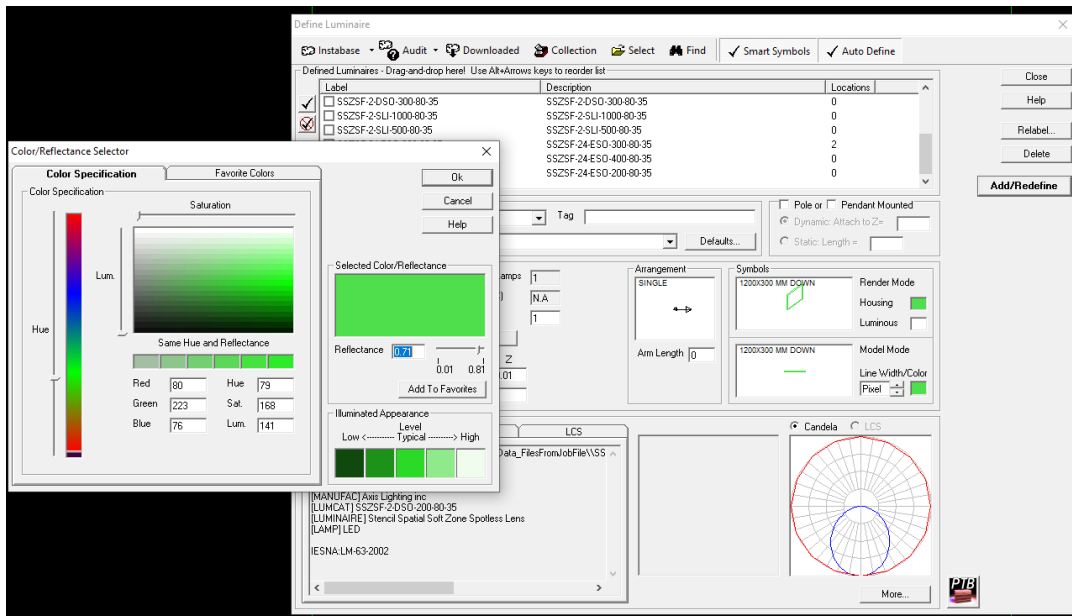 Define Luminaire
Instabase Audit Downloaded Collection Select Find Smart Symbols Auto Define
Defined Luminaires - Drag-and-drop here! Use Alt+Arrows keys to reorder list
Label Description Locations
SSZSF-2-DSO-300-80-35 SSZSF-2-DSO-300-80-35 0
SSZSF-2-SLI-1000-80-35 SSZSF-2-SLI-1000-80-35 0
SSZSF-2-SLI-500-80-35 SSZSF-2-SLI-500-80-35 0
SSZSF-24-ESO-300-80-35 2
SSZSF-24-ESO-400-80-35 0
SSZSF-24-ESO-200-80-35 0
Close
Help
Relabel...
Delete
Add/Redefine
Tag
Defaults...
Pole or Pendant Mounted
Dynamic: Attach to Z=
Static: Length =
amps 1
N.A
1
Z
.01
Arrangement
SINGLE
Arm Length 0
Symbols
1200X300 MM DOWN
Render Mode
Housing
Luminous
1200X300 MM DOWN
Model Mode
Line Width/Color
Pixel
LCS
Data_FilesFromJobFile\\SS
[MANUFAC] Axis Lighting inc
[LUMCAT] SSZSF-2-DSO-200-80-35
[LUMINAIRE] Stencil Spatial Soft Zone Spotless Lens
[LAMP] LED
IESNA:LM-63-2002
Candela LCS
More...
PTB
Color/Reflectance Selector
Color Specification Favorite Colors
Color Specification
Saturation
Lum.
Hue
Same Hue and Reflectance
Red 80 Hue 79
Green 223 Sat. 168
Blue 76 Lum. 141
Ok
Cancel
Help
Selected Color/Reflectance
Reflectance 0.71
0.01 0.81
Add To Favorites
Illuminated Appearance
Level
Low <---------- Typical ----------> High